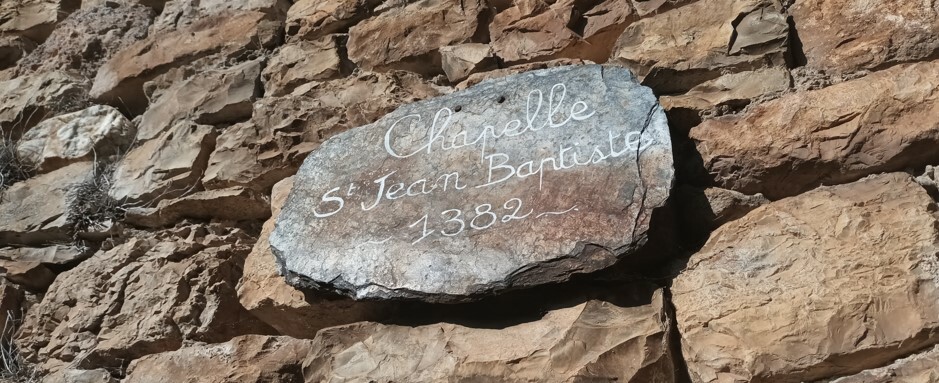 Chapelle
St Jean Baptiste
~ 1382 ~